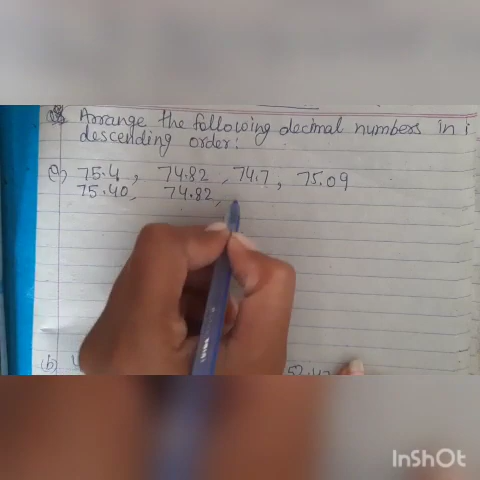 Arrange the following decimal numbers in
descending order:
a) 75.4, 74.82, 74.7, 75.09
75.40, 74.82,
(b)
InShOt